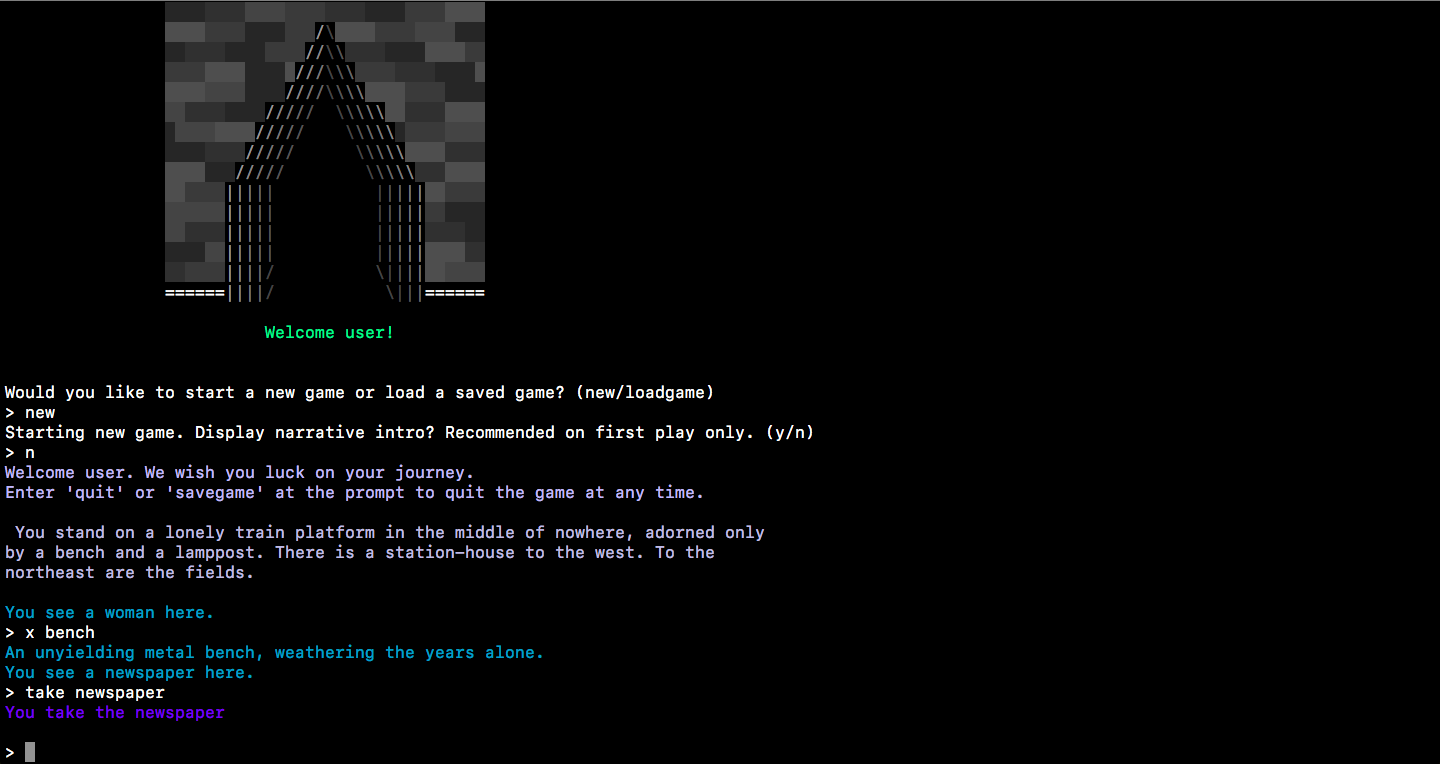 Welcome user!
Would you like to start a new game or load a saved game? (new/loadgame)
> new
Starting new game. Display narrative intro? Recommended on first play only. (y/n)
> n
Welcome user. We wish you luck on your journey.
Enter 'quit' or 'savegame' at the prompt to quit the game at any time.
You stand on a lonely train platform in the middle of nowhere, adorned only
by a bench and a lamppost. There is a station-house to the west. To the
northeast are the fields.
You see a woman here.
> x bench
An unyielding metal bench, weathering the years alone.
You see a newspaper here.
> take newspaper
You take the newspaper
>